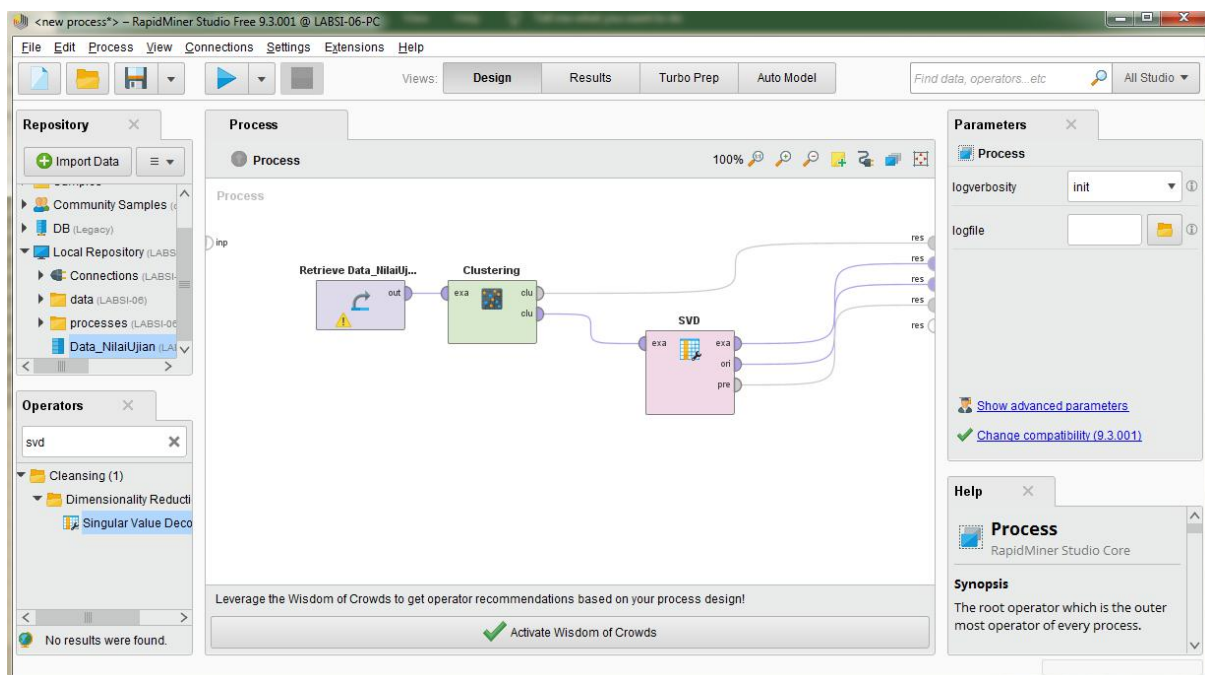 <new process*> – RapidMiner Studio Free 9.3.001 @ LABSI-06-PC
File Edit Process View Connections Settings Extensions Help
Views: Design Results Turbo Prep Auto Model
Find data, operators...etc
All Studio
Repository
Import Data
Community Samples
DB (Legacy)
Local Repository (LABS
Connections (LABSI-
data (LABSI-06)
processes (LABSI-06
Data_NilaiUjian (LAI
Operators
svd
Cleansing (1)
Dimensionality Reducti
Singular Value Deco
No results were found.
Process
Process
100%
Process
inp
Retrieve Data_NilaiUj...
out
Clustering
exa clu
clu
SVD
exa exa
ori
pre
res
res
res
res
res
Leverage the Wisdom of Crowds to get operator recommendations based on your process design!
Activate Wisdom of Crowds
Parameters
Process
logverbosity init
logfile
Show advanced parameters
Change compatibility (9.3.001)
Help
Process
RapidMiner Studio Core
Synopsis
The root operator which is the outer
most operator of every process.